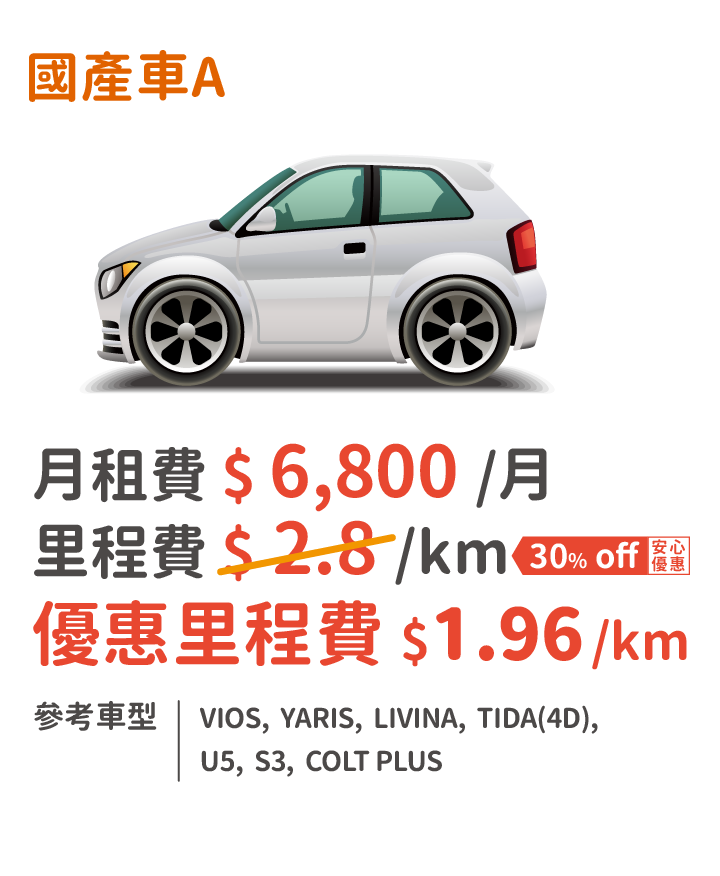 國產車A
月租費 $ 6,800 /月
里程費 $ 2.8 /km 30% off 安心優惠
優惠里程費 $1.96/km
參考車型 VIOS, YARIS, LIVINA, TIDA(4D),
U5, S3, COLT PLUS